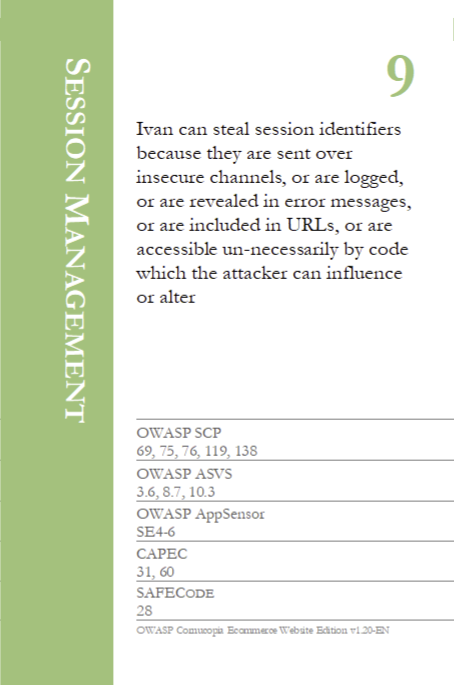 SESSION MANAGEMENT
9
Ivan can steal session identifiers
because they are sent over
insecure channels, or are logged,
or are revealed in error messages,
or are included in URLs, or are
accessible un-necessarily by code
which the attacker can influence
or alter
OWASP SCP
69, 75, 76, 119, 138
OWASP ASVS
3.6, 8.7, 10.3
OWASP AppSensor
SE4-6
CAPEC
31, 60
SAFECODE
28
OWASP Cornucopia Ecommerce Website Edition v1.20-EN